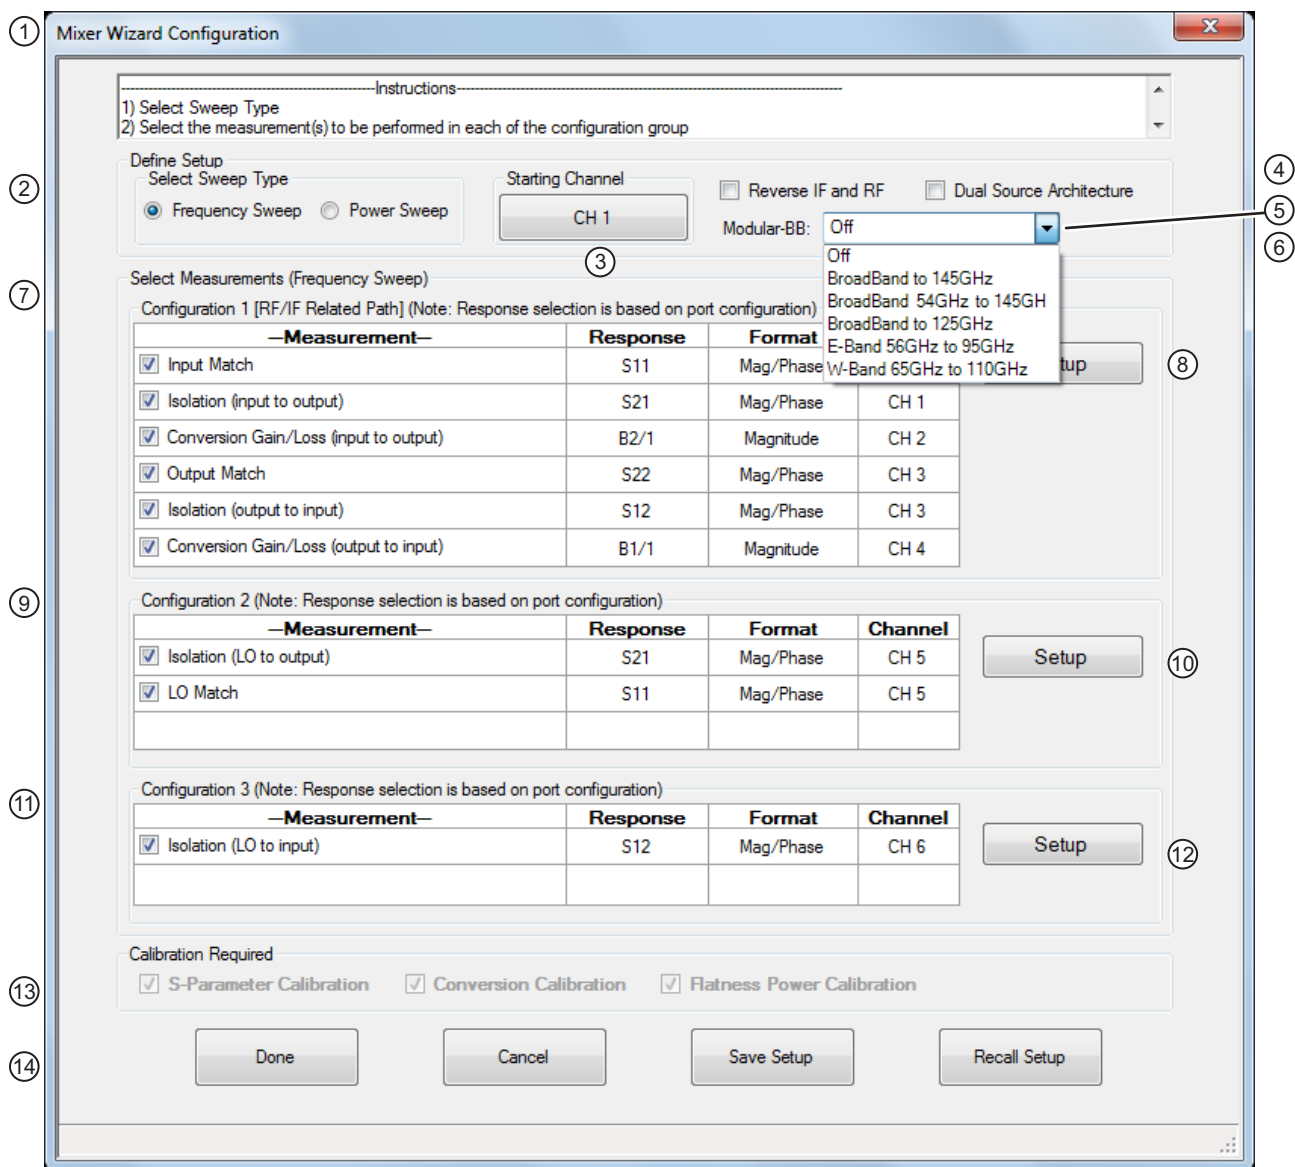 1 Mixer Wizard Configuration X
-----Instructions-----
1) Select Sweep Type
2) Select the measurement(s) to be performed in each of the configuration group
Define Setup
2 Select Sweep Type Starting Channel 4
Frequency Sweep Power Sweep CH 1 Reverse IF and RF Dual Source Architecture
Modular-BB: Off 5
3 6
Off
BroadBand to 145GHz
BroadBand 54GHz to 145GH
BroadBand to 125GHz
E-Band 56GHz to 95GHz
W-Band 65GHz to 110GHz
Select Measurements (Frequency Sweep)
7 Configuration 1 [RF/IF Related Path] (Note: Response selection is based on port configuration)
—Measurement— Response Format
Input Match S11 Mag/Phase tup 8
Isolation (input to output) S21 Mag/Phase CH 1
Conversion Gain/Loss (input to output) B2/1 Magnitude CH 2
Output Match S22 Mag/Phase CH 3
Isolation (output to input) S12 Mag/Phase CH 3
Conversion Gain/Loss (output to input) B1/1 Magnitude CH 4
9 Configuration 2 (Note: Response selection is based on port configuration)
—Measurement— Response Format Channel
Isolation (LO to output) S21 Mag/Phase CH 5 Setup 10
LO Match S11 Mag/Phase CH 5
11 Configuration 3 (Note: Response selection is based on port configuration)
—Measurement— Response Format Channel
Isolation (LO to input) S12 Mag/Phase CH 6 Setup 12
Calibration Required
13 S-Parameter Calibration Conversion Calibration Flatness Power Calibration
14 Done Cancel Save Setup Recall Setup